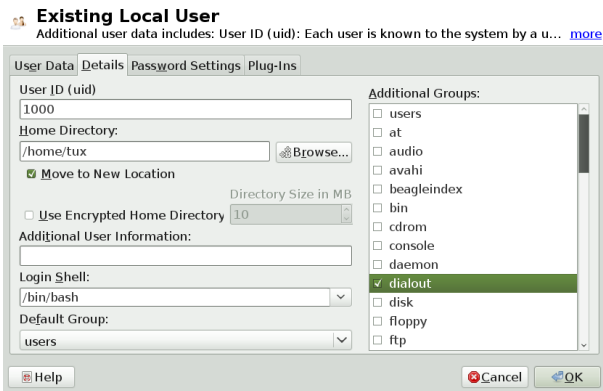 Existing Local User
Additional user data includes: User ID (uid): Each user is known to the system by a u... more
User Data Details Password Settings Plug-Ins
User ID (uid)
1000
Home Directory:
/home/tux
Browse...
Move to New Location
Directory Size in MB
Use Encrypted Home Directory
10
Additional User Information:
Login Shell:
/bin/bash
Default Group:
users
Additional Groups:
users
at
audio
avahi
beagleindex
bin
cdrom
console
daemon
dialout
disk
floppy
ftp
Help
Cancel
OK